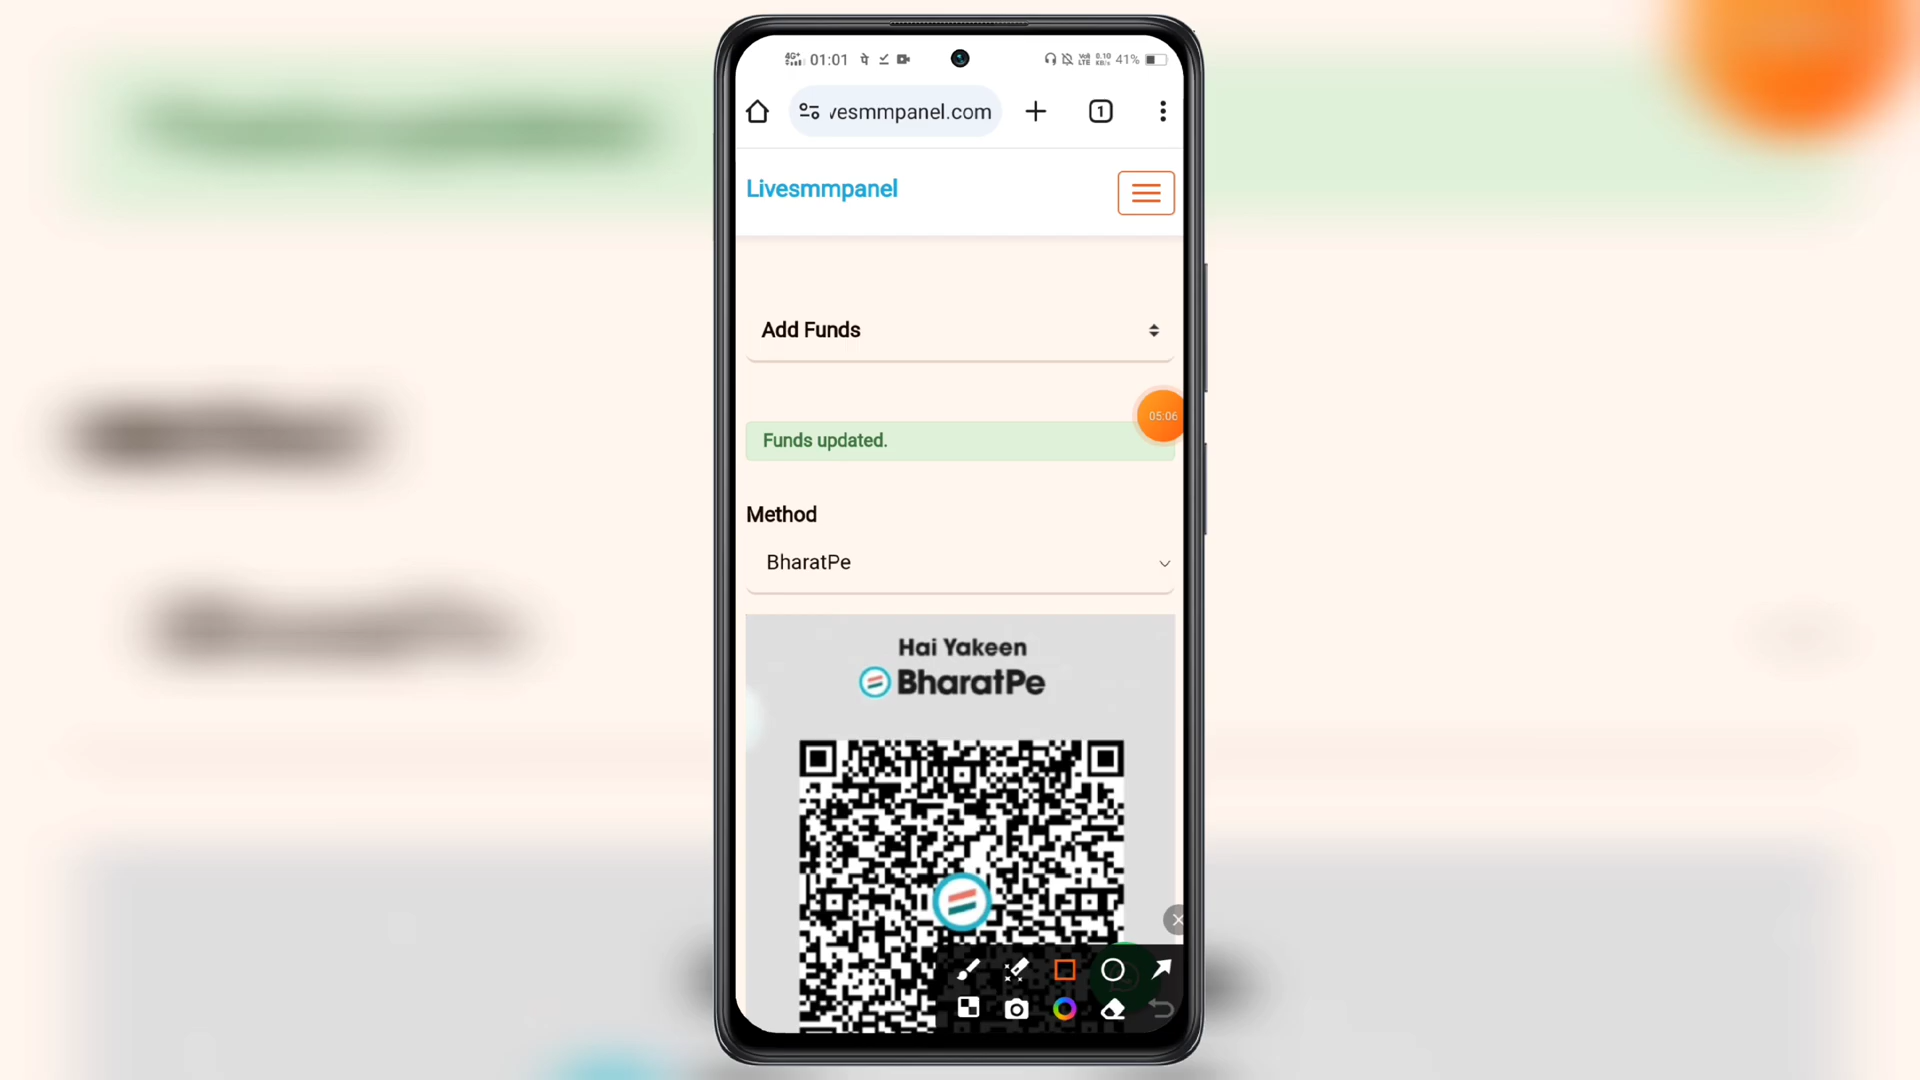 01:01 पे 41%
vesmmpanel.com 1
Livesmmpanel
Add Funds
05:06
Funds updated.
Method
BharatPe
Hai Yakeen
BharatPe